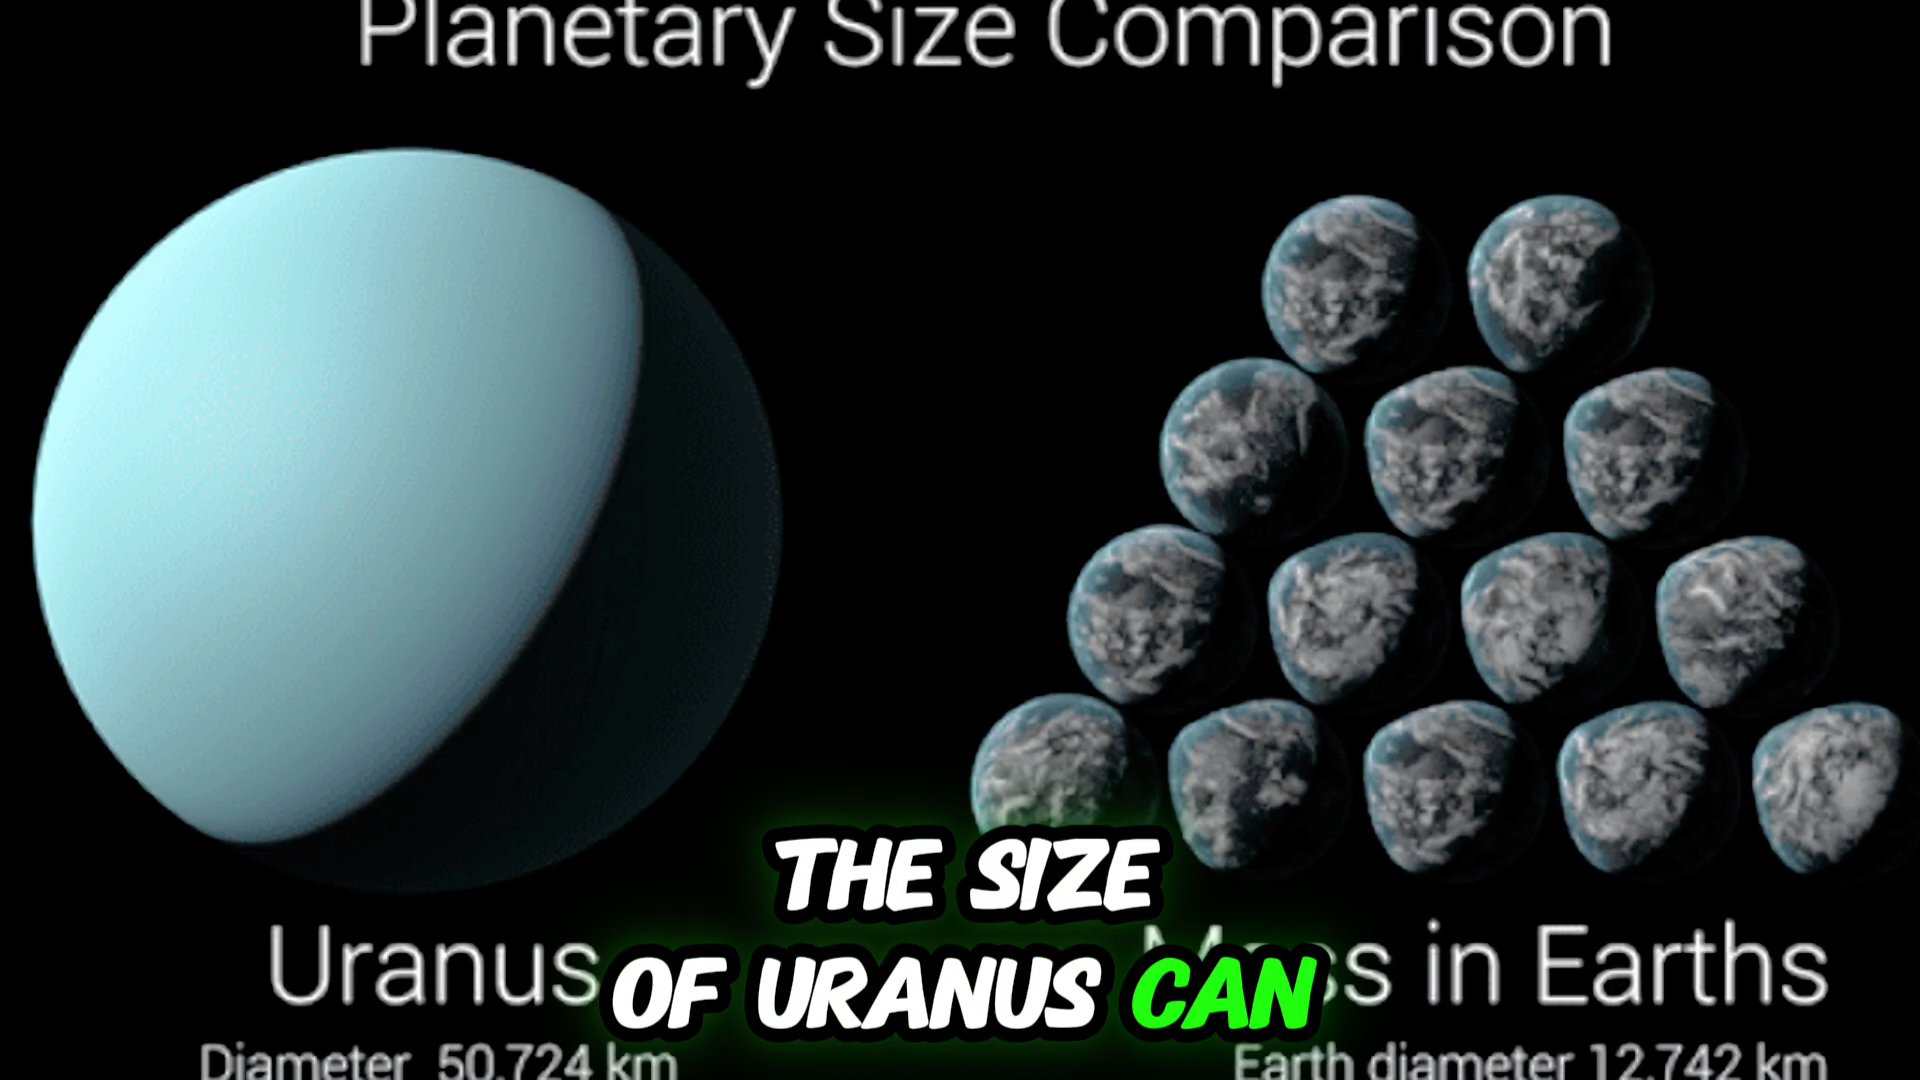 Planetary Size Comparison
THE SIZE
OF URANUS CAN
Uranus
in Earths
Diameter 50,724 km
Earth diameter 12,742 km